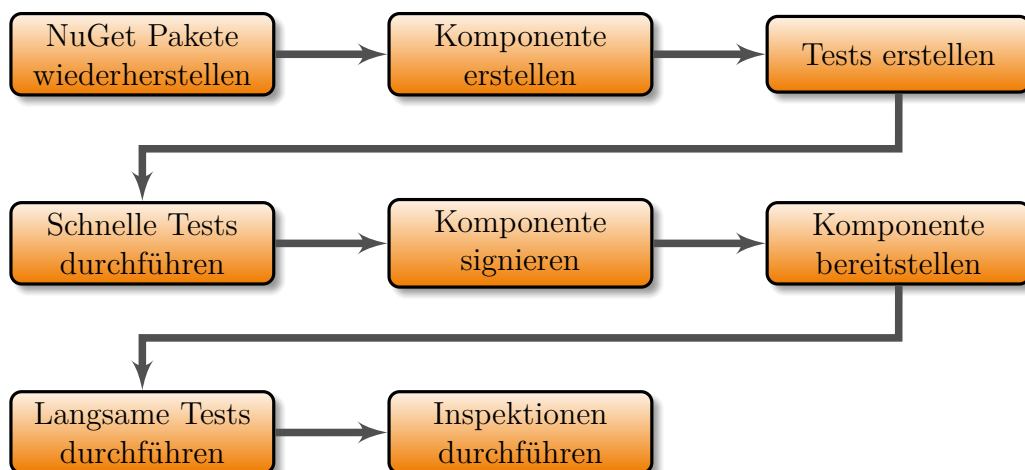 NuGet Pakete
wiederherstellen
Komponente
erstellen
Tests erstellen
Schnelle Tests
durchführen
Komponente
signieren
Komponente
bereitstellen
Langsame Tests
durchführen
Inspektionen
durchführen